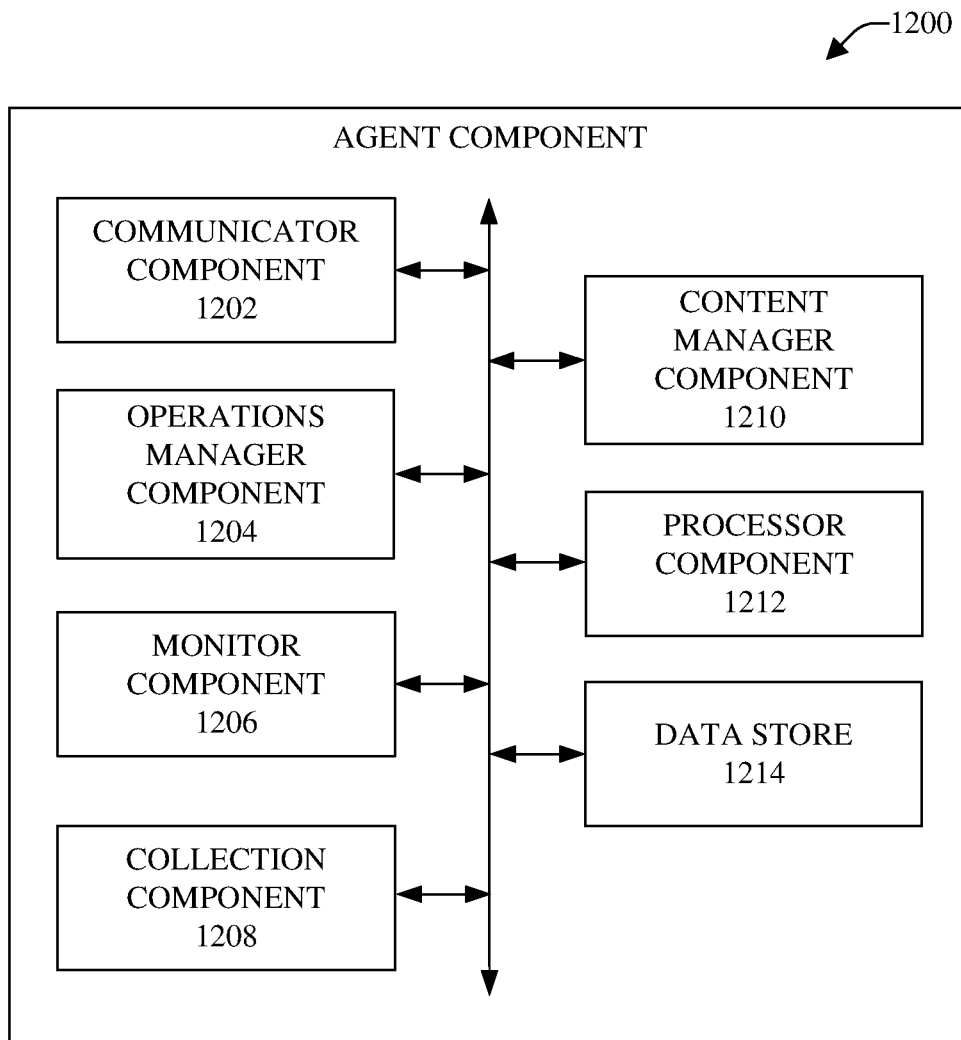 1200
AGENT COMPONENT
COMMUNICATOR
COMPONENT
1202
OPERATIONS
MANAGER
COMPONENT
1204
MONITOR
COMPONENT
1206
COLLECTION
COMPONENT
1208
CONTENT
MANAGER
COMPONENT
1210
PROCESSOR
COMPONENT
1212
DATA STORE
1214